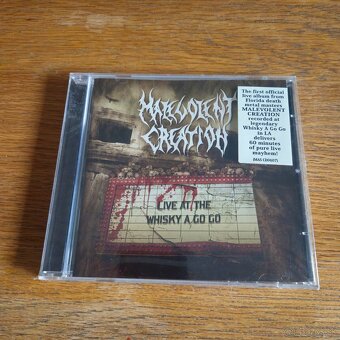 MALEVOLENT
CREATION
LIVE AT THE
WHISKY A GO GO
The first official
live album from
Florida death
metal masters
MALEVOLENT
CREATION
recorded at
legendary
Whisky A Go Go
in LA
delivers
60 minutes
of pure live
mayhem!